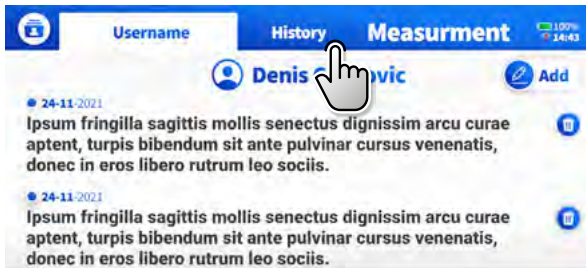 Username History Measurment 100%
14:43
Denis Add
24-11-2021
Ipsum fringilla sagittis mollis senectus dignissim arcu curae
aptent, turpis bibendum sit ante pulvinar cursus venenatis,
donec in eros libero rutrum leo sociis.
24-11-2021
Ipsum fringilla sagittis mollis senectus dignissim arcu curae
aptent, turpis bibendum sit ante pulvinar cursus venenatis,
donec in eros libero rutrum leo sociis.